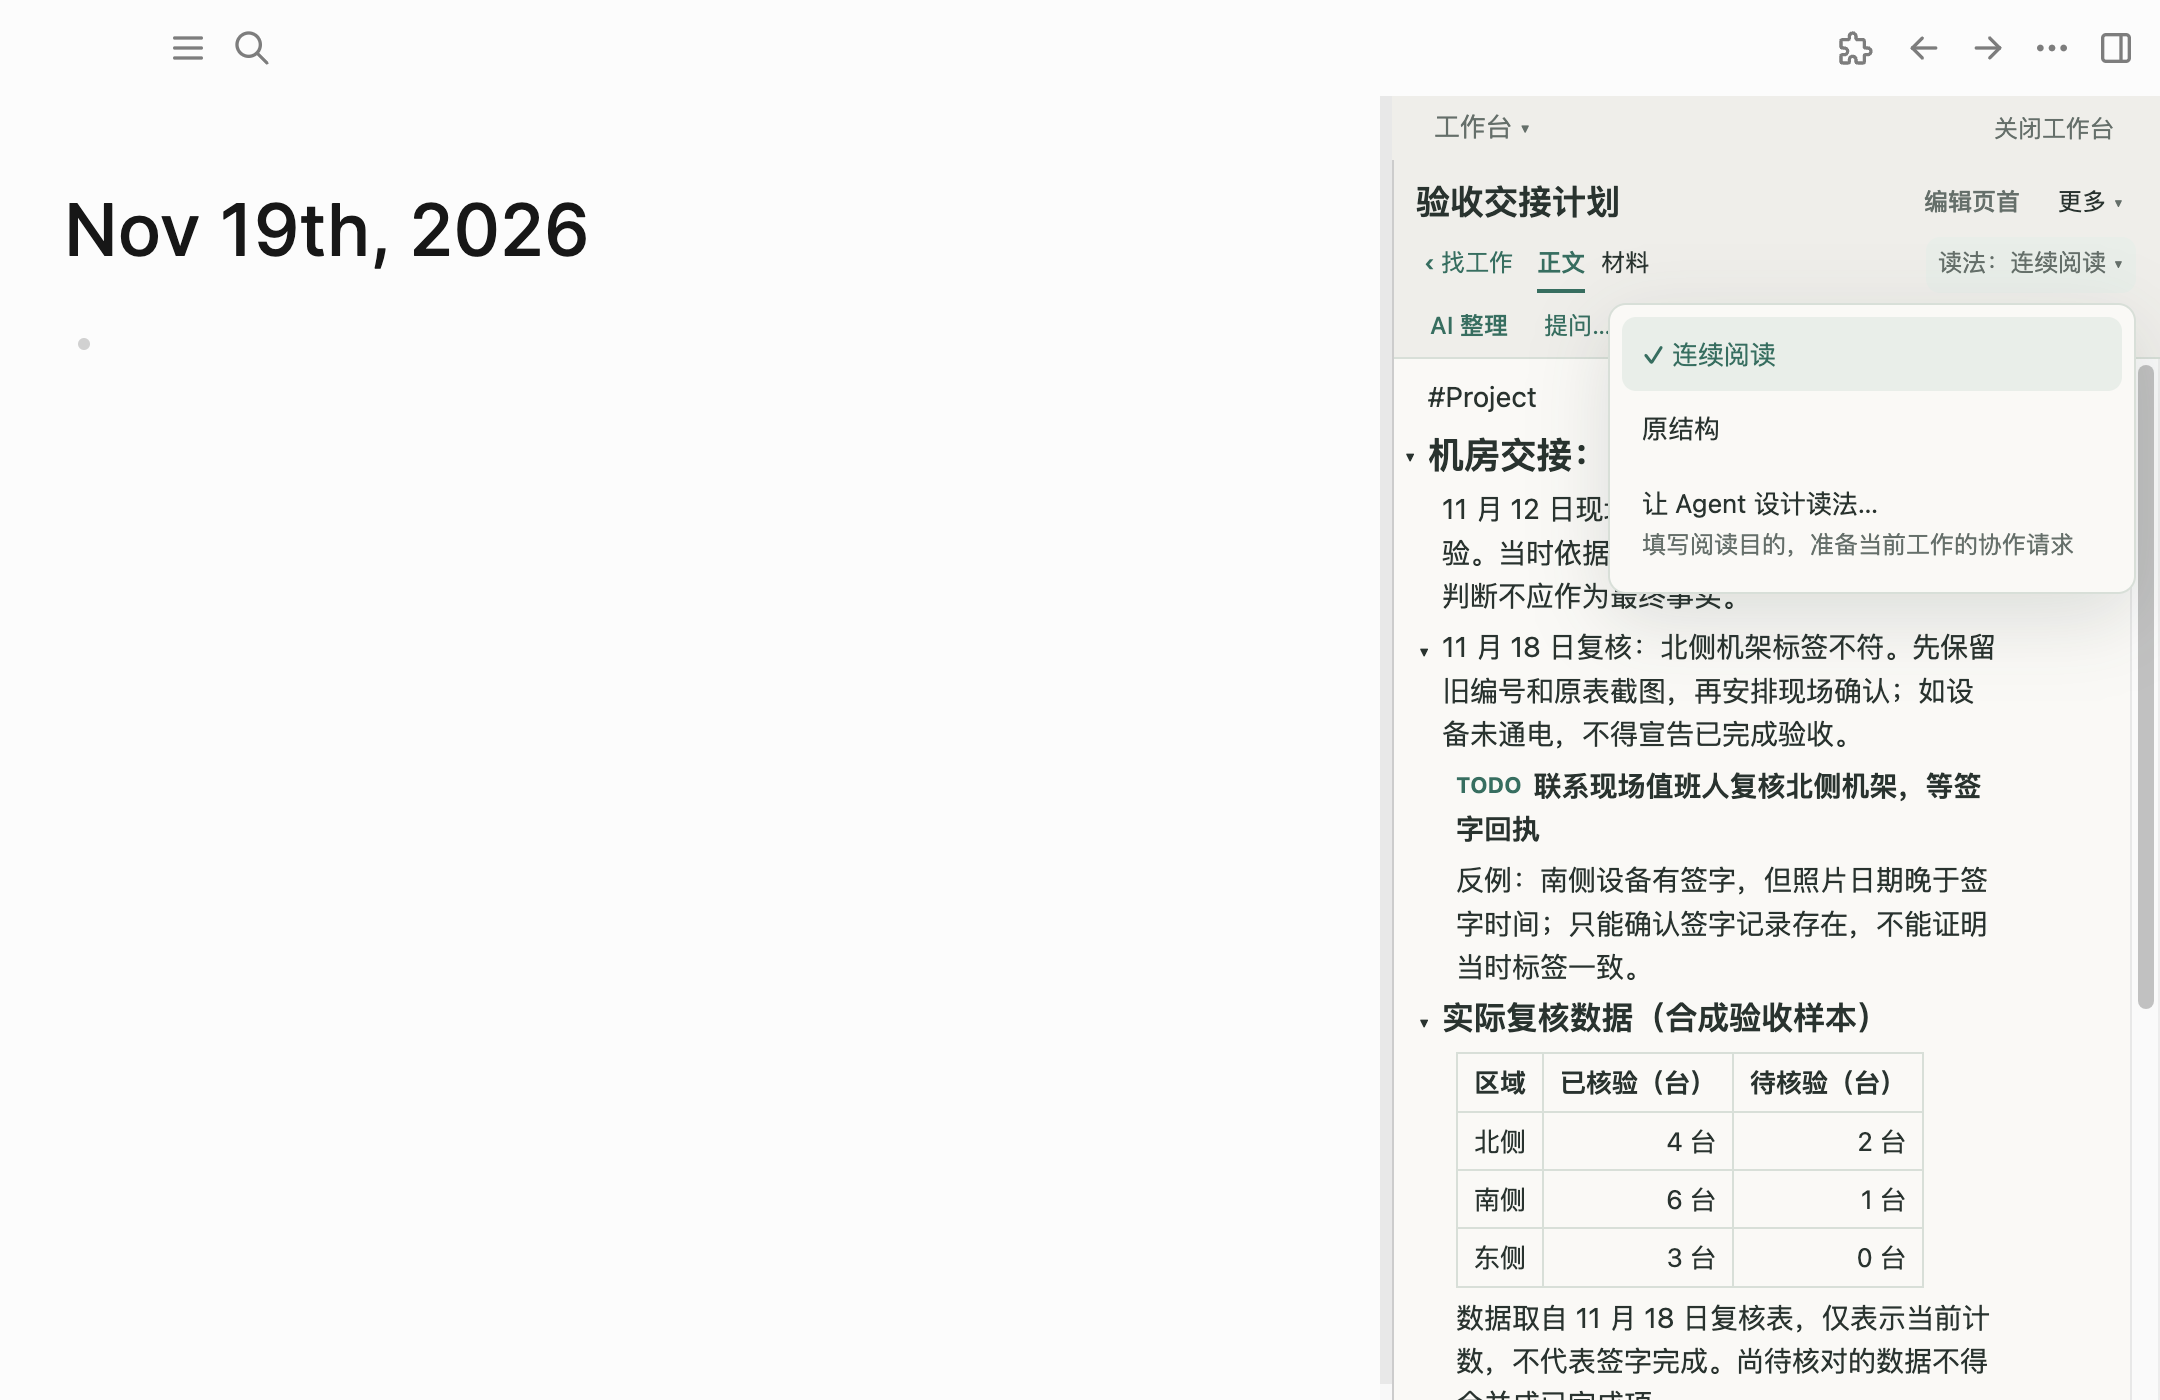 Nov 19th, 2026
工作台 ▾
关闭工作台
验收交接计划
编辑页首
更多 ▾
‹ 找工作
正文
材料
读法：连续阅读 ▾
AI 整理
提问...
✓ 连续阅读
原结构
让 Agent 设计读法...
填写阅读目的，准备当前工作的协作请求
#Project
机房交接：
11 月 12 日现
验。当时依据
判断不应作为最终事实。
11 月 18 日复核：北侧机架标签不符。先保留
旧编号和原表截图，再安排现场确认；如设
备未通电，不得宣告已完成验收。
TODO 联系现场值班人复核北侧机架，等签
字回执
反例：南侧设备有签字，但照片日期晚于签
字时间；只能确认签字记录存在，不能证明
当时标签一致。
实际复核数据（合成验收样本）
区域 已核验（台） 待核验（台）
北侧 4 台 2 台
南侧 6 台 1 台
东侧 3 台 0 台
数据取自 11 月 18 日复核表，仅表示当前计
数，不代表签字完成。尚待核对的数据不得